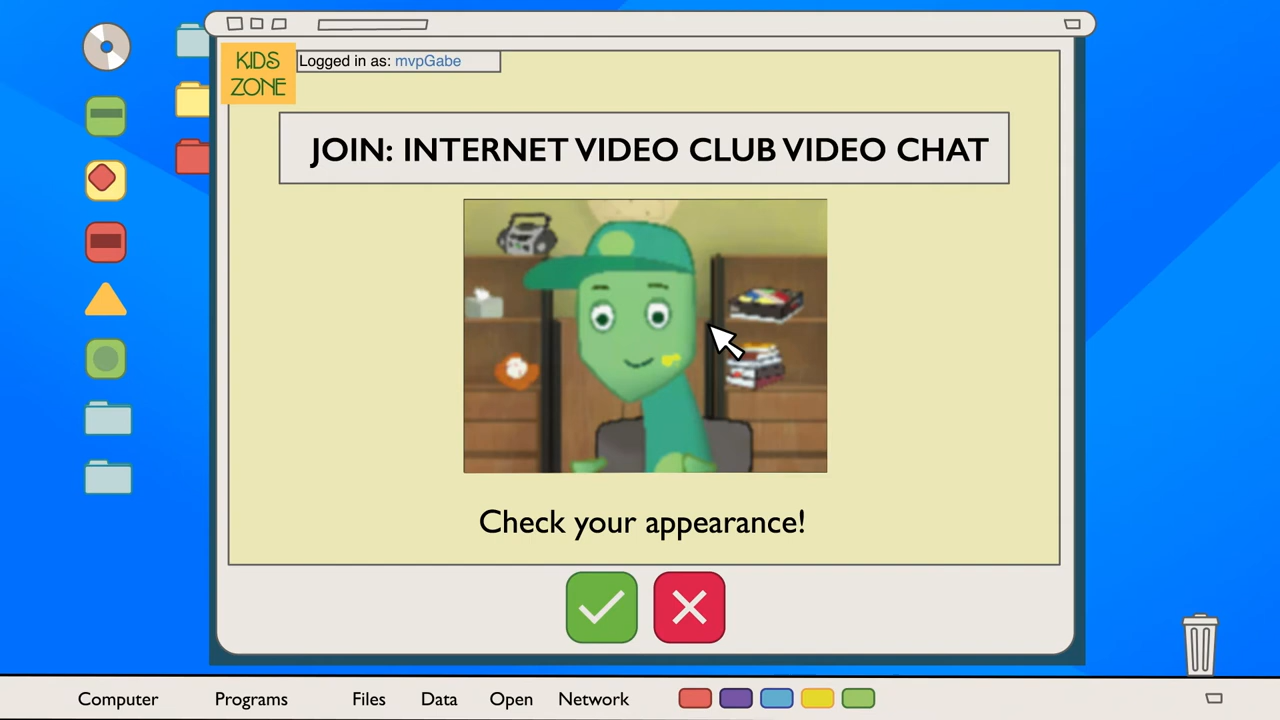 KIDS
ZONE
Logged in as: mvpGabe
JOIN: INTERNET VIDEO CLUB VIDEO CHAT
Check your appearance!
Computer Programs Files Data Open Network